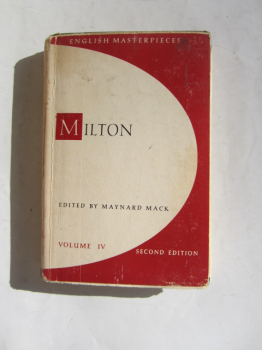 ENGLISH MASTERPIECES
MILTON
EDITED BY MAYNARD MACK
VOLUME IV
SECOND EDITION